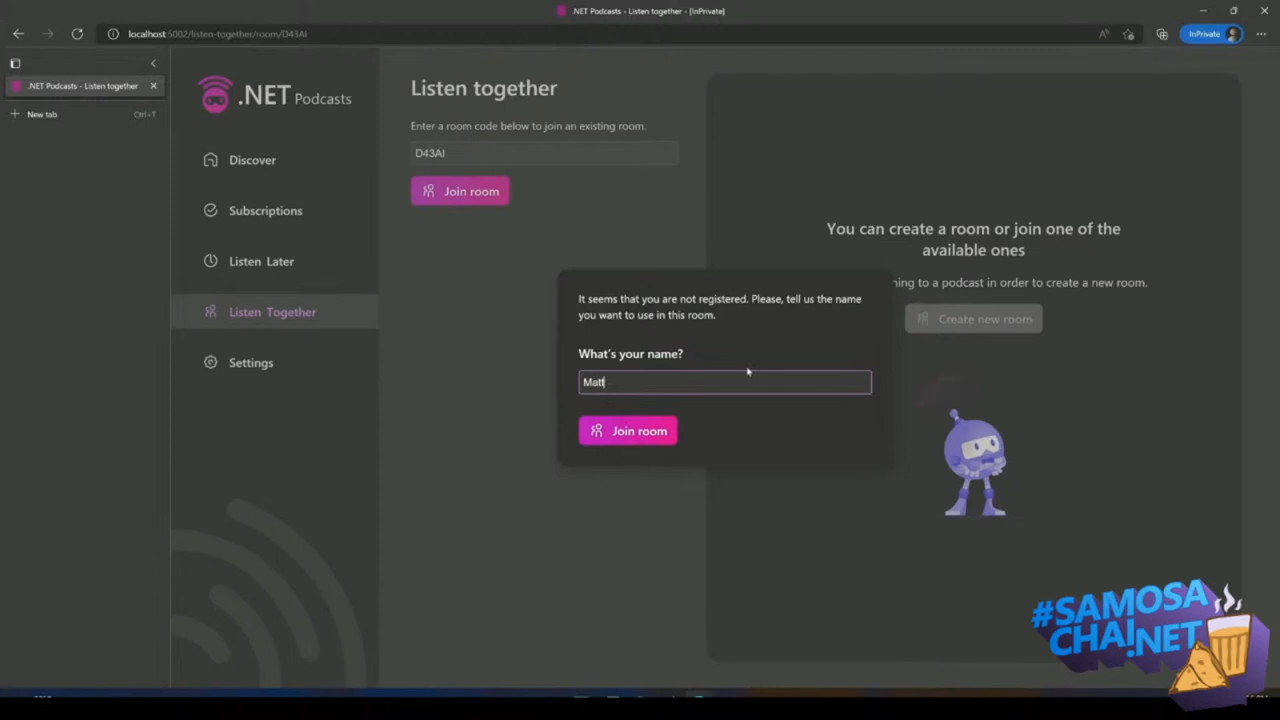 .NET Podcasts - Listen together - [InPrivate]
localhost:5002/listen-together/room/D43AI
InPrivate
.NET Podcasts - Listen together
New tab
Ctrl+T
.NET Podcasts
Discover
Subscriptions
Listen Later
Listen Together
Settings
Listen together
Enter a room code below to join an existing room.
D43AI
Join room
You can create a room or join one of the
available ones
ning to a podcast in order to create a new room.
Create new room
It seems that you are not registered. Please, tell us the name
you want to use in this room.
What's your name?
Matt
Join room
#SAMOSA
CHA!.NET